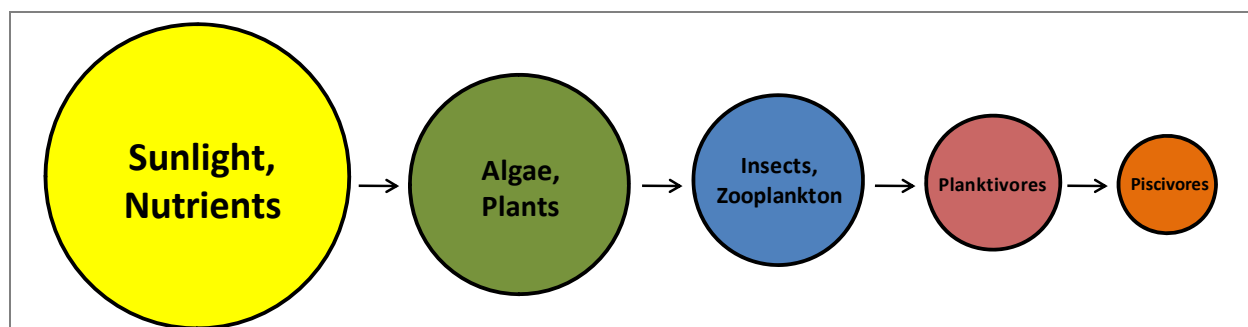 Sunlight,
Nutrients
Algae,
Plants
Insects,
Zooplankton
Planktivores
Piscivores